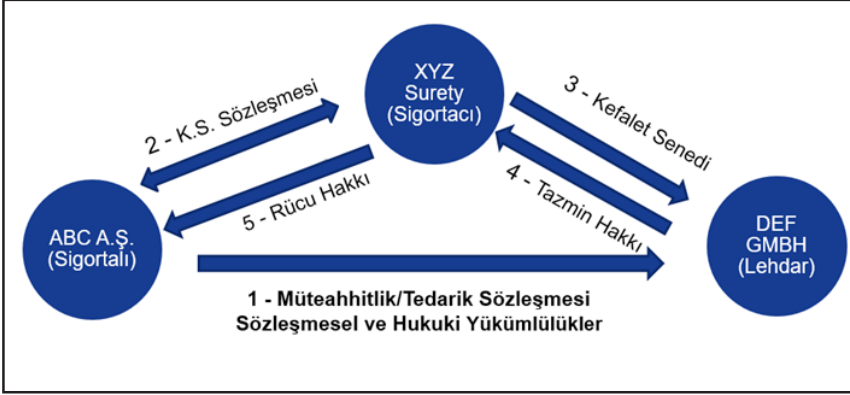 XYZ
Surety
(Sigortacı)
2 - K.S. Sözleşmesi
3 - Kefalet Senedi
5 - Rücu Hakkı
4 - Tazmin Hakkı
ABC A.Ş.
(Sigortalı)
DEF
GMBH
(Lehdar)
1 - Müteahhitlik/Tedarik Sözleşmesi
Sözleşmesel ve Hukuki Yükümlülükler